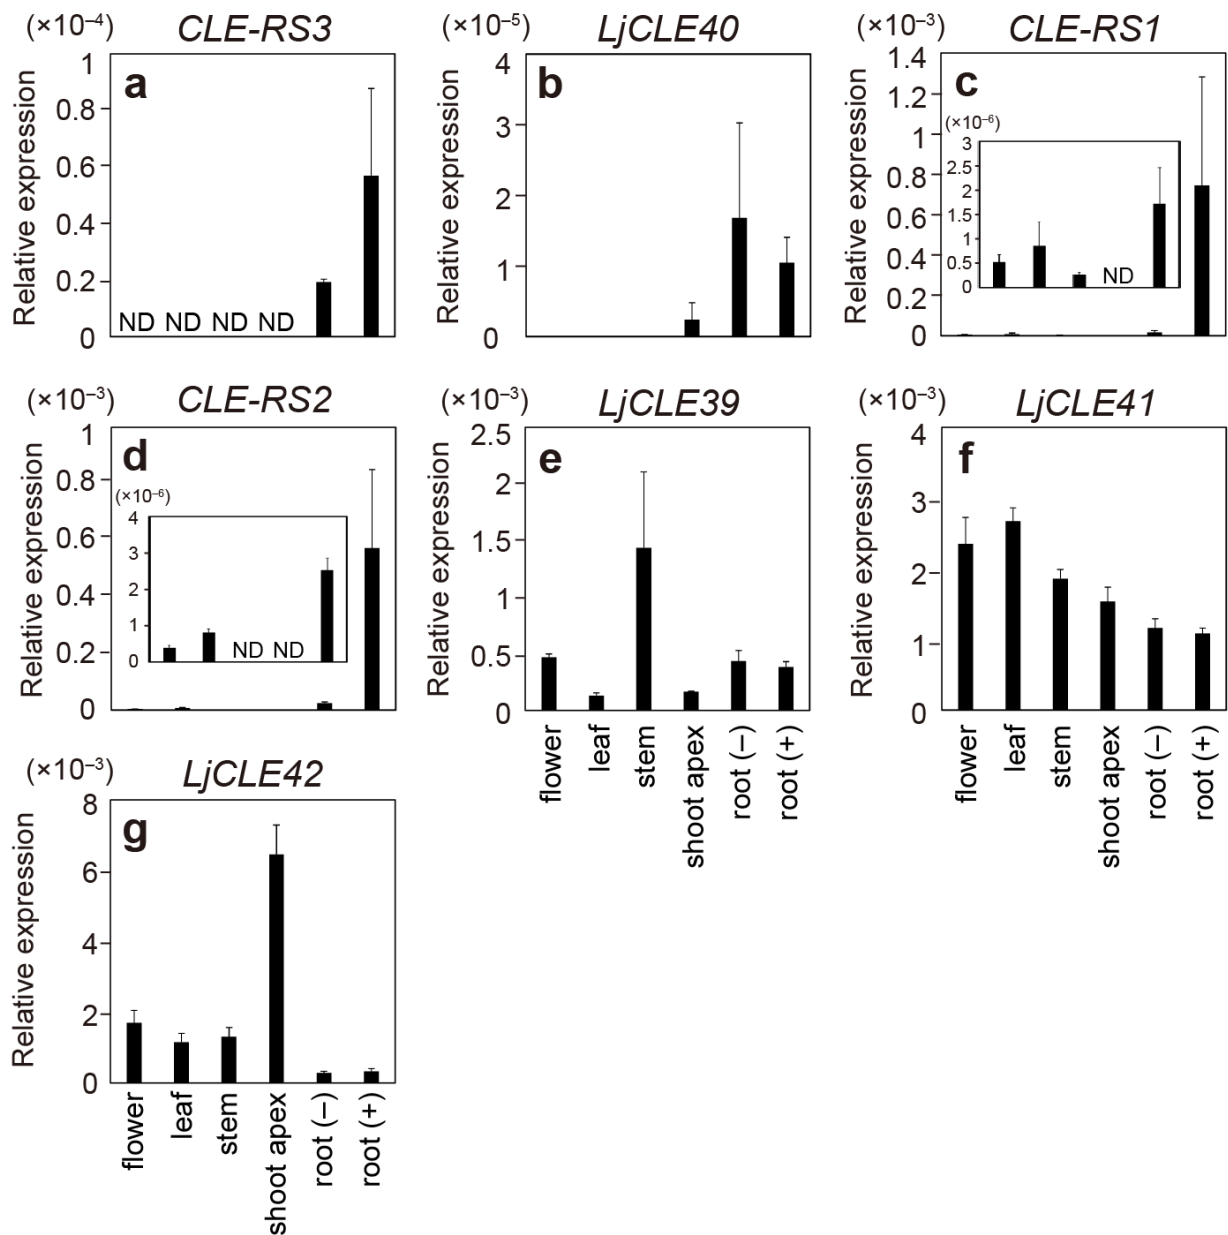 (×10–4) CLE-RS3
Relative expression
1
0.8
0.6
0.4
0.2
0
a
ND ND ND ND
(×10–5) LjCLE40
Relative expression
4
3
2
1
0
b
(×10–3) CLE-RS1
Relative expression
1.4
1.2
1
0.8
0.6
0.4
0.2
0
c
(×10–6)
3
2.5
2
1.5
1
0.5
0
ND
(×10–3) CLE-RS2
Relative expression
1
0.8
0.6
0.4
0.2
0
d
(×10–6)
4
3
2
1
0
ND ND
(×10–3) LjCLE39
Relative expression
2.5
2
1.5
1
0.5
0
e
flower
leaf
stem
shoot apex
root (–)
root (+)
(×10–3) LjCLE41
Relative expression
4
3
2
1
0
f
flower
leaf
stem
shoot apex
root (–)
root (+)
(×10–3) LjCLE42
Relative expression
8
6
4
2
0
g
flower
leaf
stem
shoot apex
root (–)
root (+)